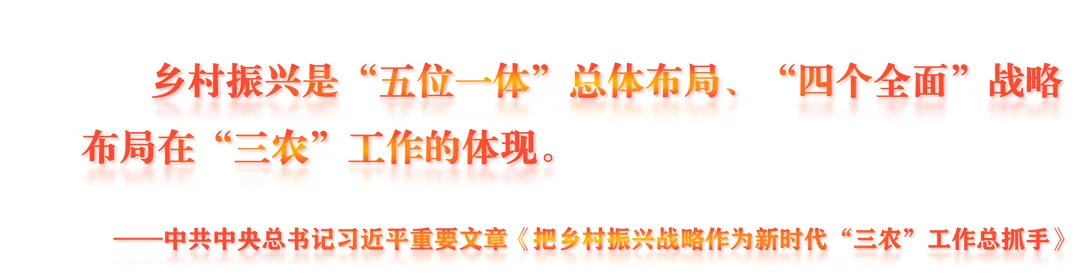 乡村振兴是“五位一体”总体布局、“四个全面”战略
布局在“三农”工作的体现。
——中共中央总书记习近平重要文章《把乡村振兴战略作为新时代“三农”工作总抓手》